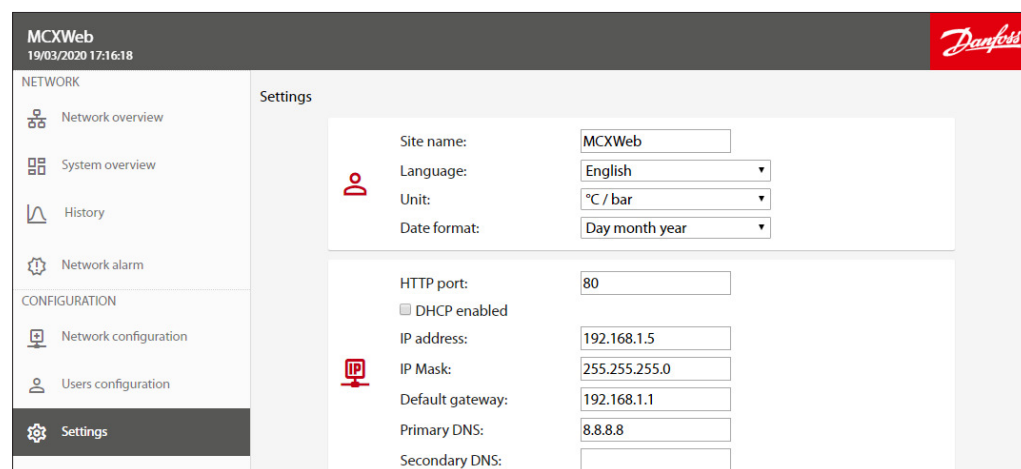 MCXWeb
19/03/2020 17:16:18
Danfoss
NETWORK
Network overview
System overview
History
Network alarm
CONFIGURATION
Network configuration
Users configuration
Settings
Settings
Site name: MCXWeb
Language: English
Unit: °C / bar
Date format: Day month year
HTTP port: 80
DHCP enabled
IP
IP address: 192.168.1.5
IP Mask: 255.255.255.0
Default gateway: 192.168.1.1
Primary DNS: 8.8.8.8
Secondary DNS: